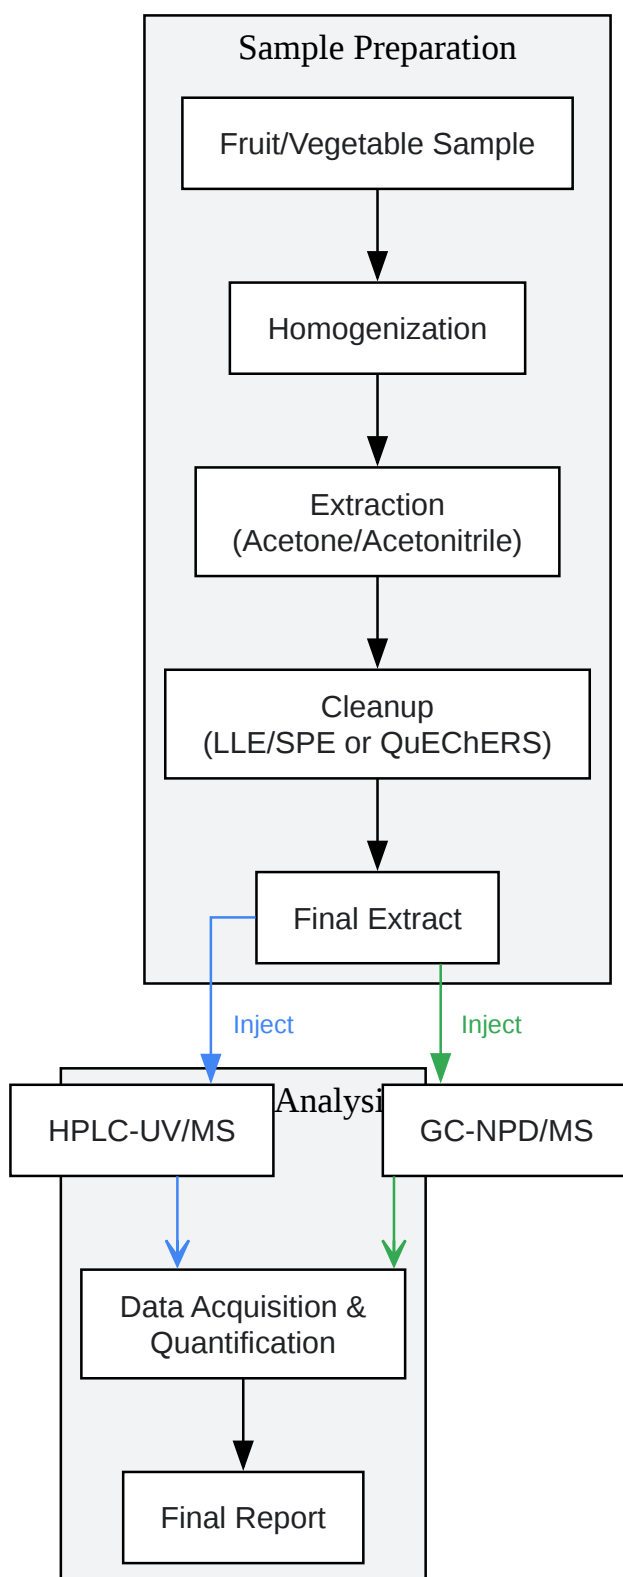 Sample Preparation
Fruit/Vegetable Sample
Homogenization
Extraction
(Acetone/Acetonitrile)
Cleanup
(LLE/SPE or QuEChERS)
Final Extract
Inject
Inject
Analysi
HPLC-UV/MS
GC-NPD/MS
Data Acquisition &
Quantification
Final Report